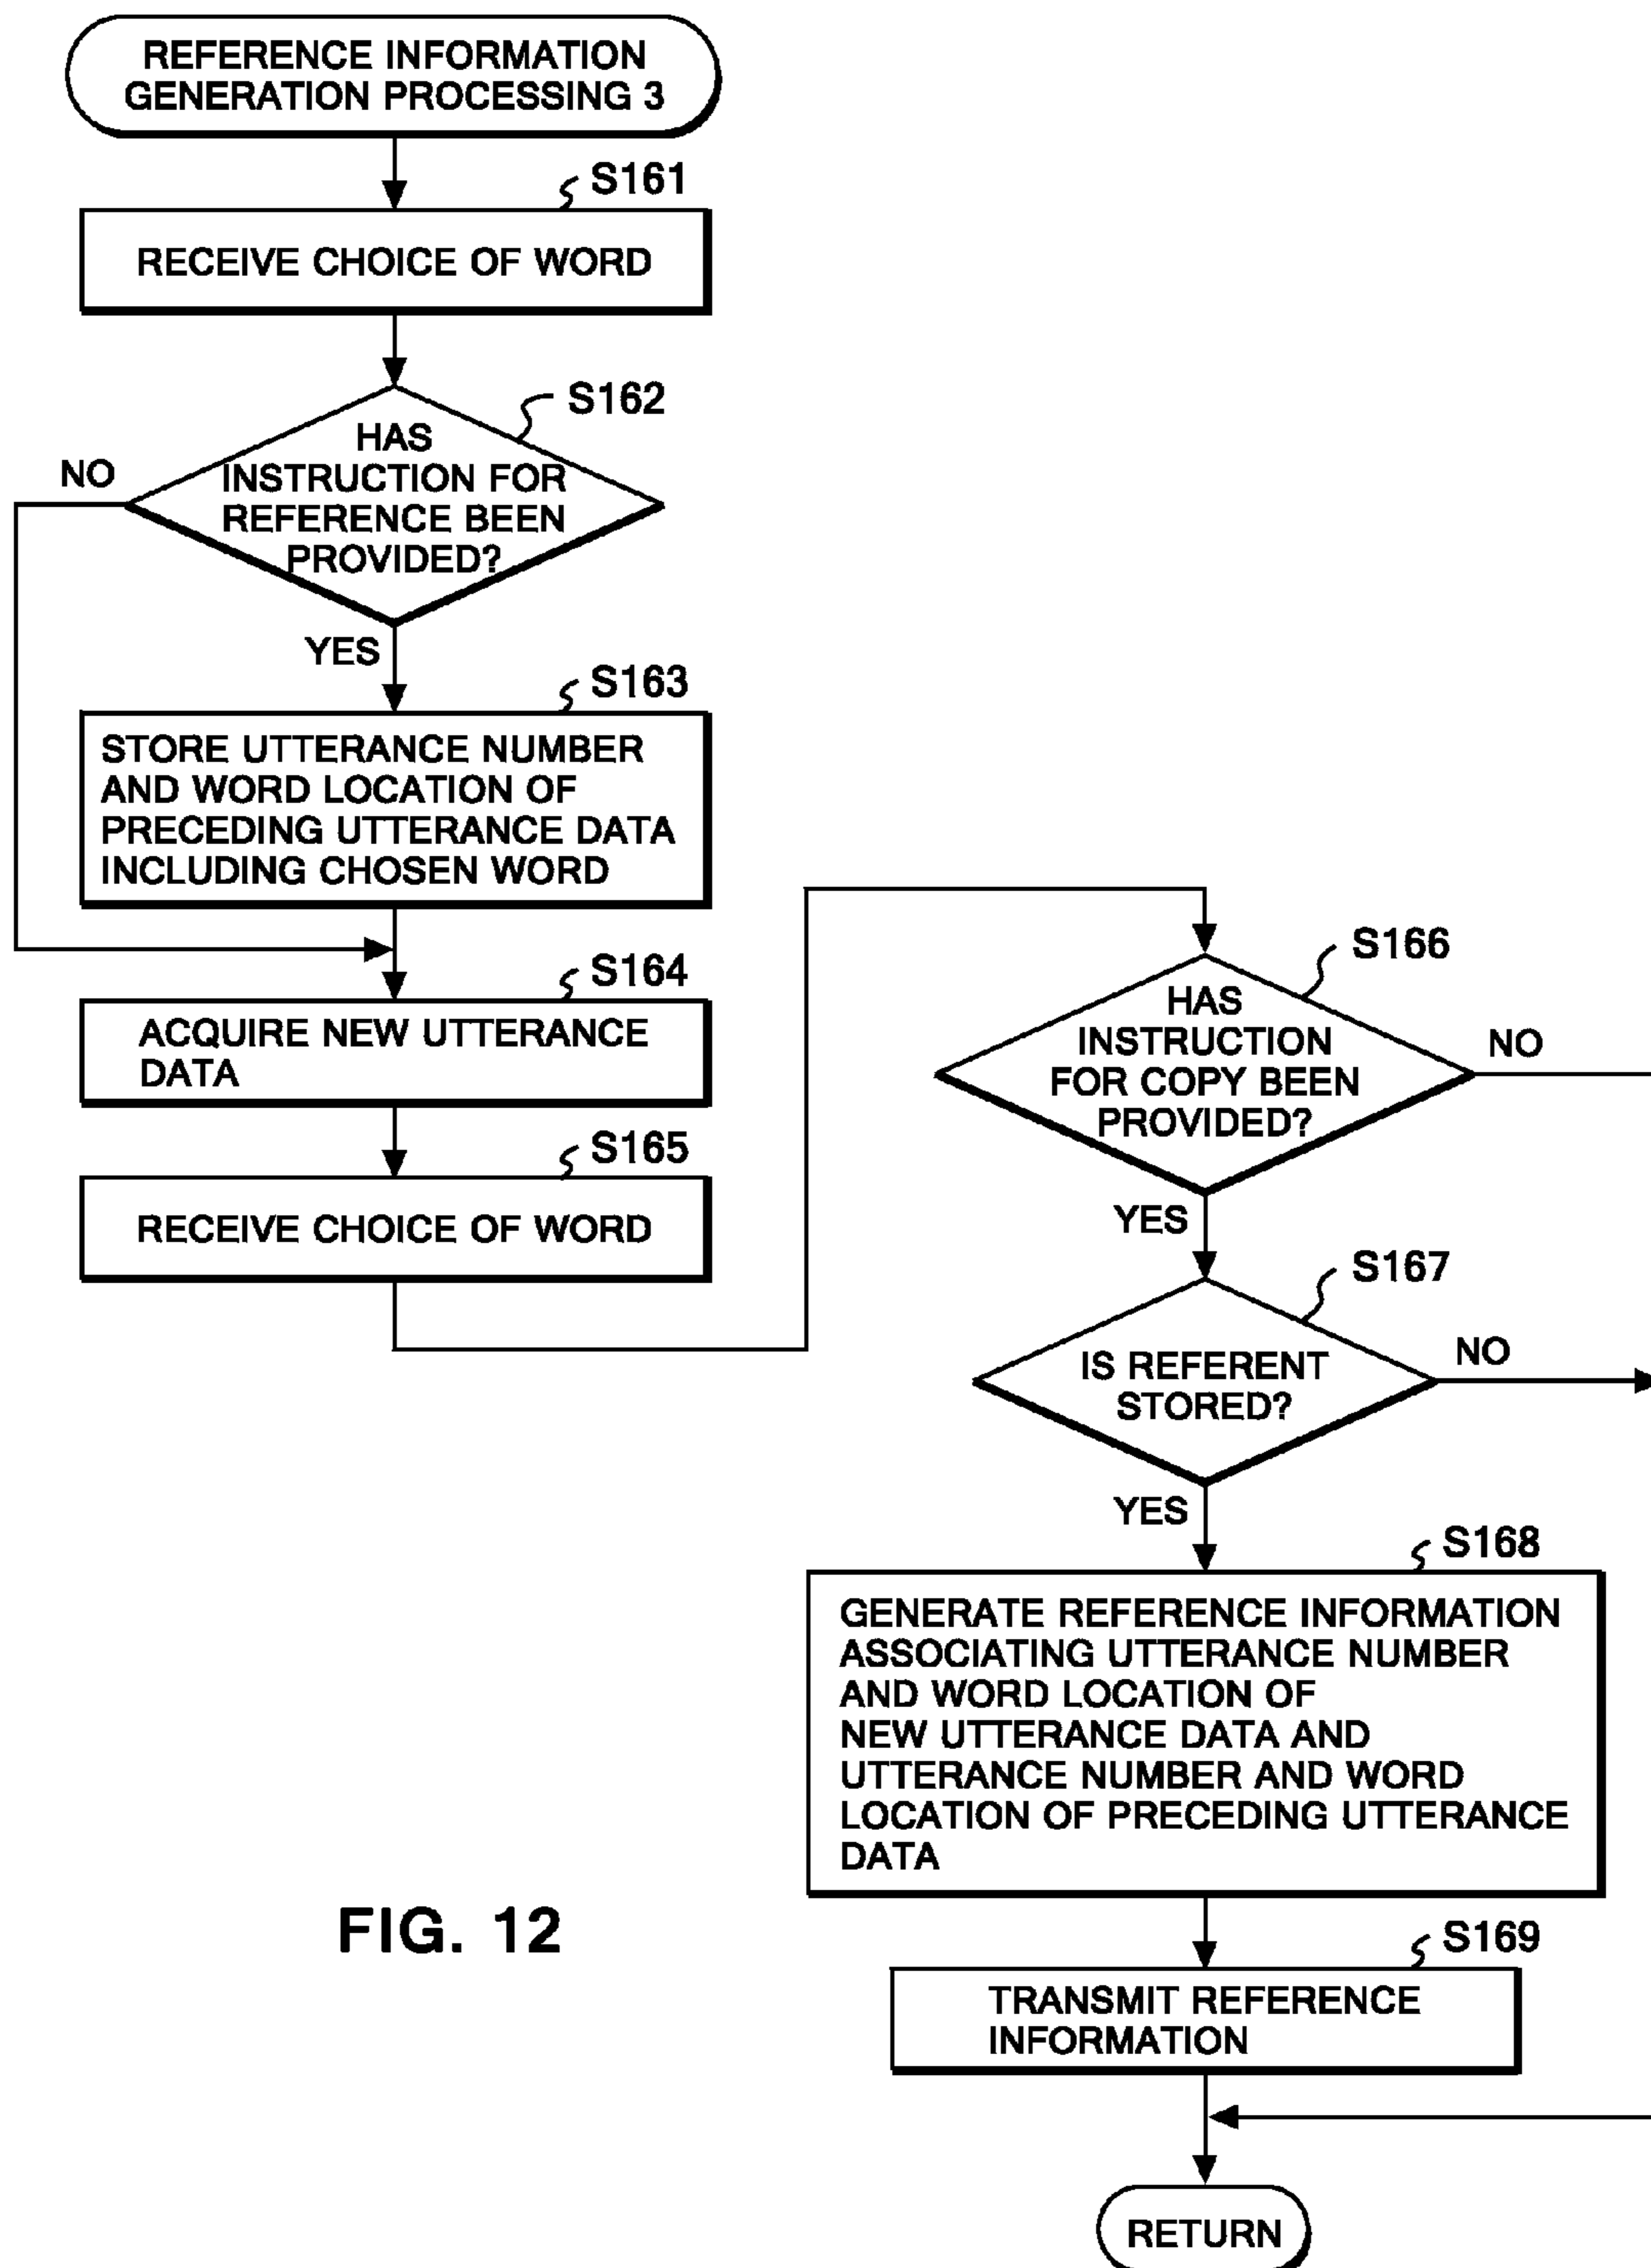 REFERENCE INFORMATION
GENERATION PROCESSING 3
S161
RECEIVE CHOICE OF WORD
S162
HAS
INSTRUCTION FOR
REFERENCE BEEN
PROVIDED?
NO
YES
S163
STORE UTTERANCE NUMBER
AND WORD LOCATION OF
PRECEDING UTTERANCE DATA
INCLUDING CHOSEN WORD
S164
ACQUIRE NEW UTTERANCE
DATA
S165
RECEIVE CHOICE OF WORD
S166
HAS
INSTRUCTION
FOR COPY BEEN
PROVIDED?
NO
YES
S167
IS REFERENT
STORED?
NO
YES
S168
GENERATE REFERENCE INFORMATION
ASSOCIATING UTTERANCE NUMBER
AND WORD LOCATION OF
NEW UTTERANCE DATA AND
UTTERANCE NUMBER AND WORD
LOCATION OF PRECEDING UTTERANCE
DATA
S169
TRANSMIT REFERENCE
INFORMATION
RETURN
FIG. 12